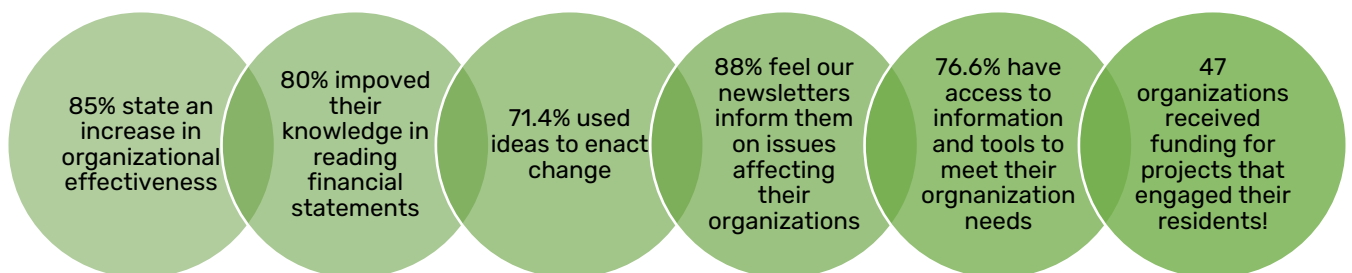 85% state an
increase in
organizational
effectiveness
80% impoved
their
knowledge in
reading
financial
statements
71.4% used
ideas to enact
change
88% feel our
newsletters
inform them
on issues
affecting
their
organizations
76.6% have
access to
information
and tools to
meet their
orgnanization
needs
47
organizations
received
funding for
projects that
engaged their
residents!